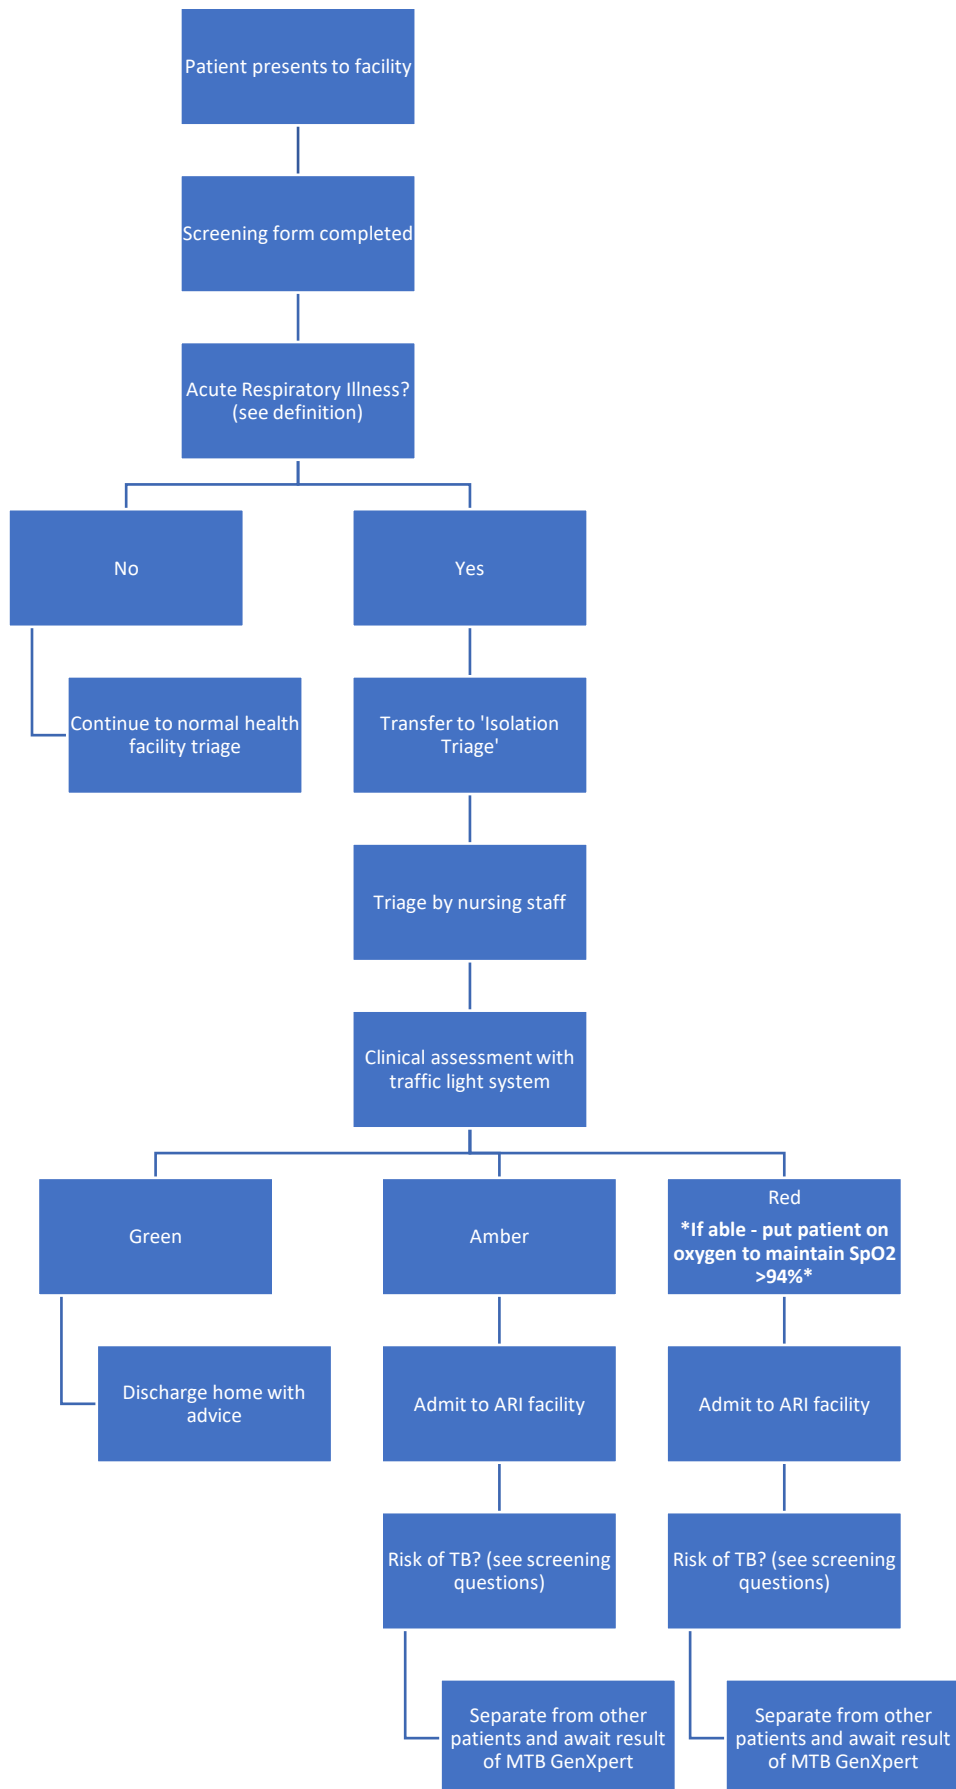 Patient presents to facility
Screening form completed
Acute Respiratory Illness?
(see definition)
No
Yes
Continue to normal health
facility triage
Transfer to 'Isolation
Triage'
Triage by nursing staff
Clinical assessment with
traffic light system
Green
Amber
Red
*If able - put patient on
oxygen to maintain SpO2
>94%*
Discharge home with
advice
Admit to ARI facility
Admit to ARI facility
Risk of TB? (see screening
questions)
Risk of TB? (see screening
questions)
Separate from other
patients and await result
of MTB GenXpert
Separate from other
patients and await result
of MTB GenXpert